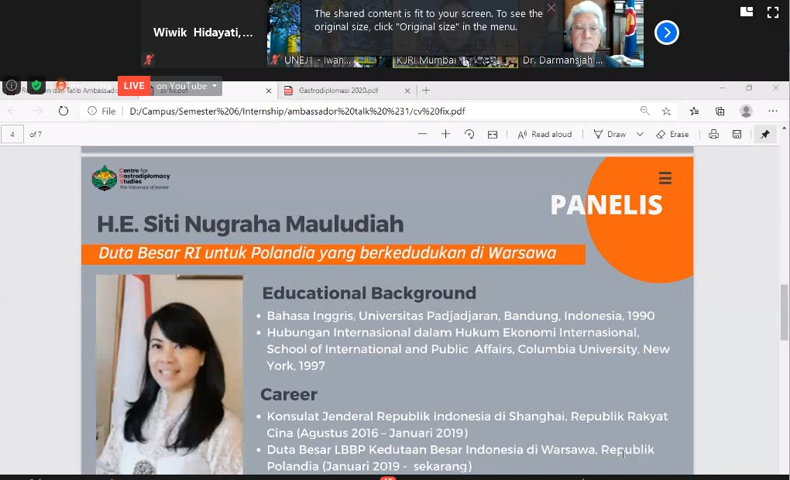 Wiwik Hidayati,...
The shared content is fit to your screen. To see the
original size, click "Original size" in the menu.
UNEJ1 - Iwan...
KJRI Mumbai
Dr. Darmansjah ...
LIVE on YouTube
Gastrodiplomasi 2020.pdf
File D:/Campus/Semester%206/Internship/ambassador%20talk%20%231/cv%20fix.pdf
4 of 7
Read aloud
Draw
Erase
Centre for
Gastrodiplomacy
Studies
The University of Jember
PANELIS
H.E. Siti Nugraha Mauludiah
Duta Besar RI untuk Polandia yang berkedudukan di Warsawa
Educational Background
• Bahasa Inggris, Universitas Padjadjaran, Bandung, Indonesia, 1990
• Hubungan Internasional dalam Hukum Ekonomi Internasional,
School of International and Public Affairs, Columbia University, New
York, 1997
Career
• Konsulat Jenderal Republik Indonesia di Shanghai, Republik Rakyat
Cina (Agustus 2016 – Januari 2019)
• Duta Besar LBBP Kedutaan Besar Indonesia di Warsawa, Republik
Polandia (Januari 2019 - sekarang)